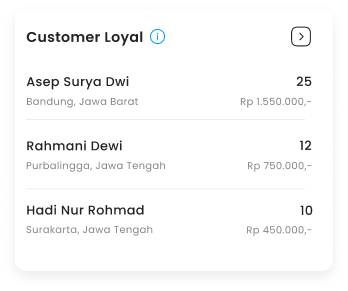 Customer Loyal
Asep Surya Dwi 25
Bandung, Jawa Barat Rp 1.550.000,-
Rahmani Dewi 12
Purbalingga, Jawa Tengah Rp 750.000,-
Hadi Nur Rohmad 10
Surakarta, Jawa Tengah Rp 450.000,-